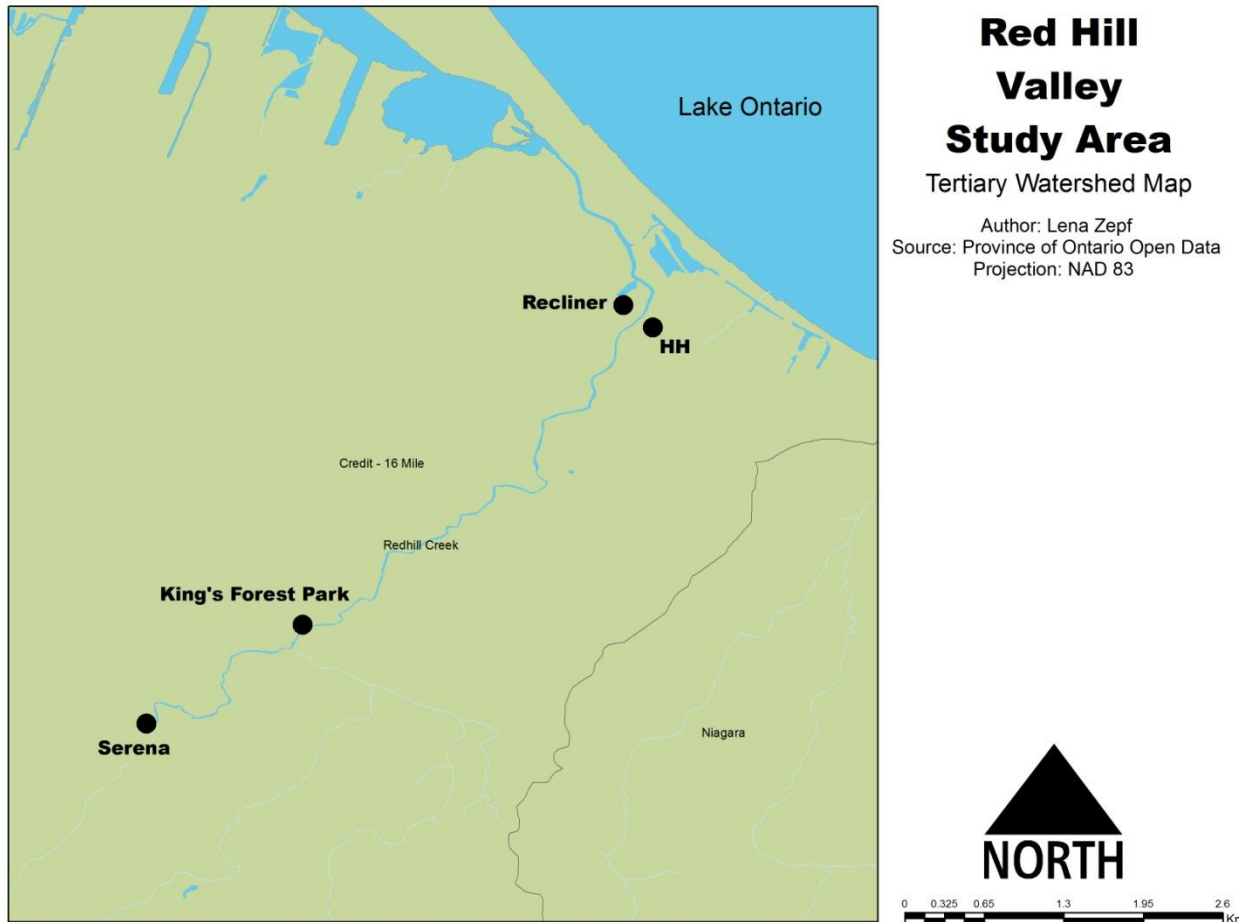 Red Hill
Valley
Study Area
Tertiary Watershed Map
Author: Lena Zepf
Source: Province of Ontario Open Data
Projection: NAD 83
Lake Ontario
Recliner
HH
Credit - 16 Mile
Redhill Creek
King's Forest Park
Serena
Niagara
NORTH
0 0.325 0.65 1.3 1.95 2.6